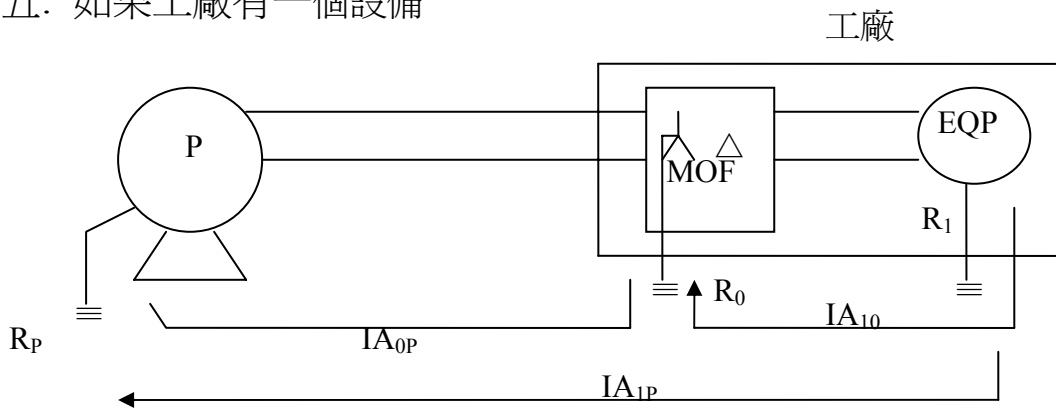 五. 如果工廠有一個設備
工廠
P
EQP
MOF
R₁
R₀
IA₁₀
Rₚ
IA₀ₚ
IA₁ₚ